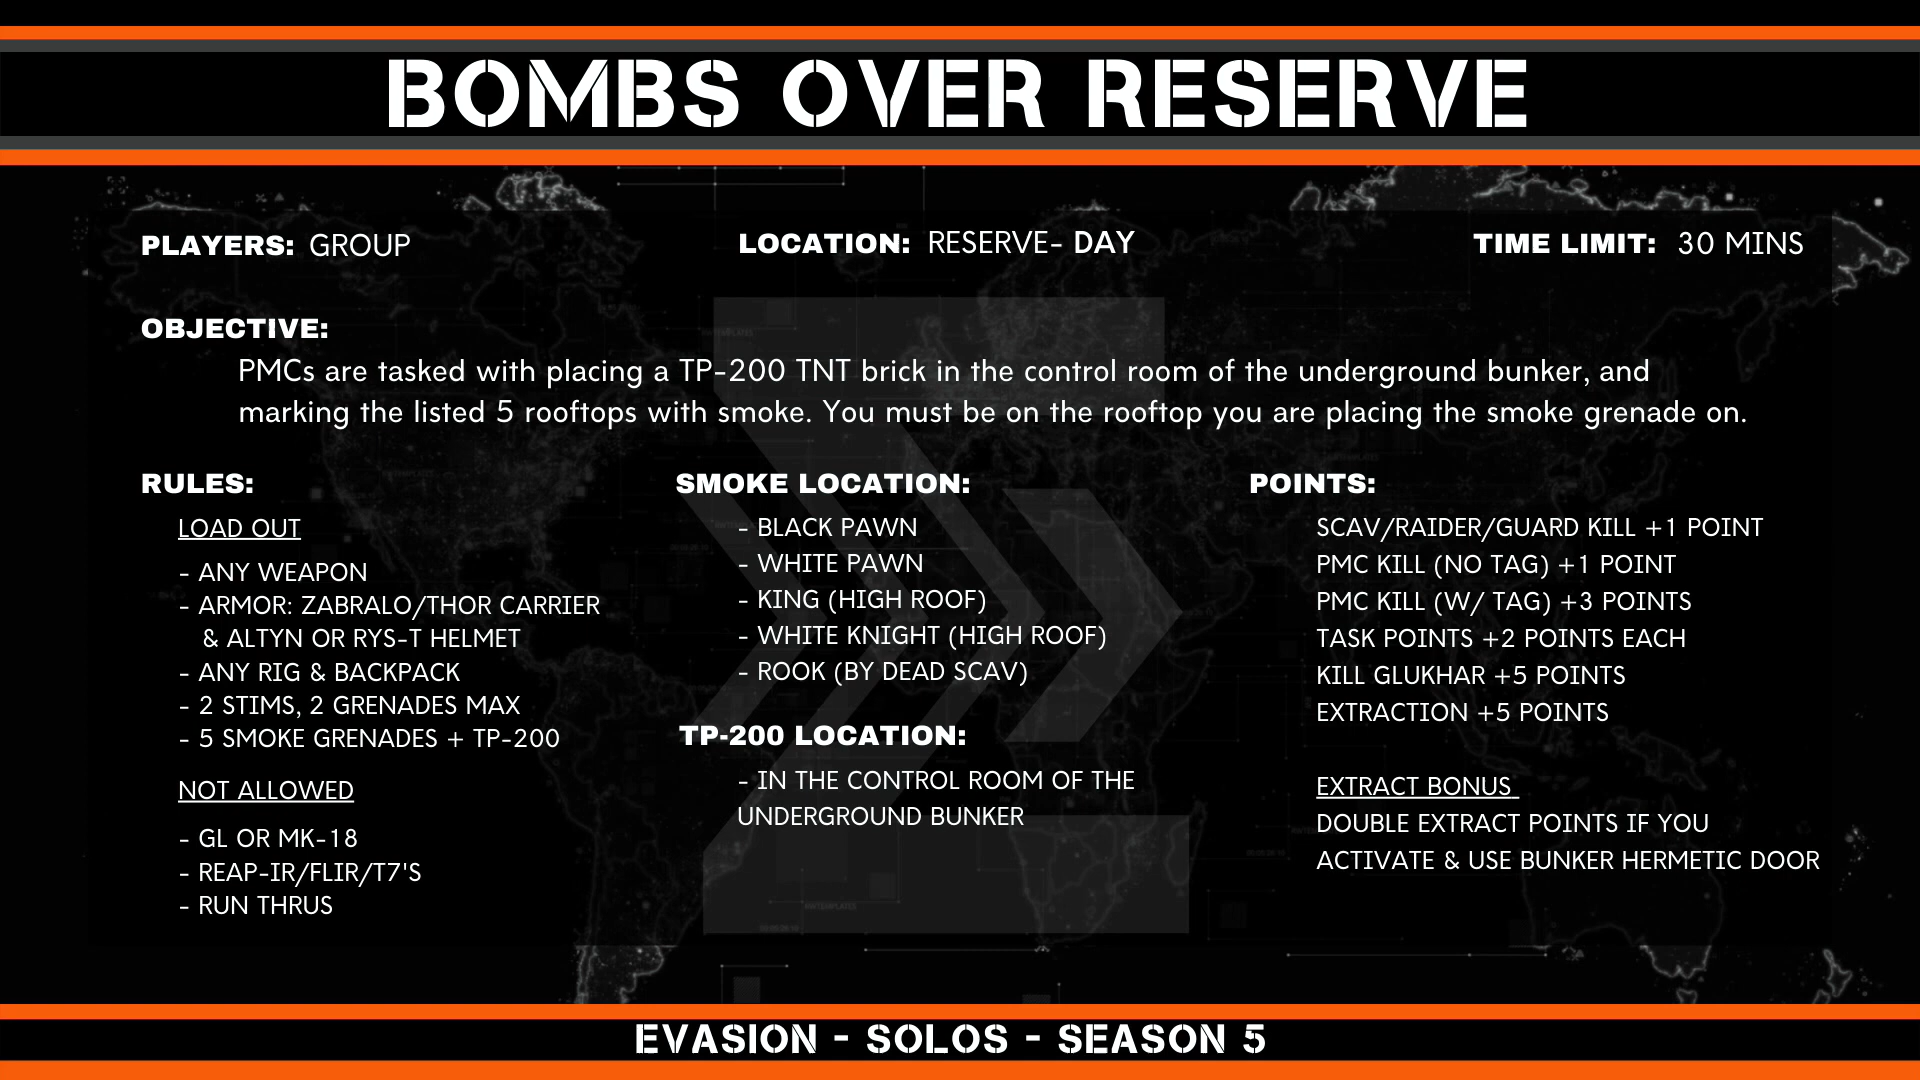 BOMBS OVER RESERVE
PLAYERS: GROUP
LOCATION: RESERVE- DAY
TIME LIMIT: 30 MINS
OBJECTIVE:
PMCs are tasked with placing a TP-200 TNT brick in the control room of the underground bunker, and
marking the listed 5 rooftops with smoke. You must be on the rooftop you are placing the smoke grenade on.
RULES:
LOAD OUT
- ANY WEAPON
- ARMOR: ZABRALO/THOR CARRIER
& ALTYN OR RYS-T HELMET
- ANY RIG & BACKPACK
- 2 STIMS, 2 GRENADES MAX
- 5 SMOKE GRENADES + TP-200
NOT ALLOWED
- GL OR MK-18
- REAP-IR/FLIR/T7'S
- RUN THRUS
SMOKE LOCATION:
- BLACK PAWN
- WHITE PAWN
- KING (HIGH ROOF)
- WHITE KNIGHT (HIGH ROOF)
- ROOK (BY DEAD SCAV)
TP-200 LOCATION:
- IN THE CONTROL ROOM OF THE
UNDERGROUND BUNKER
POINTS:
SCAV/RAIDER/GUARD KILL +1 POINT
PMC KILL (NO TAG) +1 POINT
PMC KILL (W/ TAG) +3 POINTS
TASK POINTS +2 POINTS EACH
KILL GLUKHAR +5 POINTS
EXTRACTION +5 POINTS
EXTRACT BONUS
DOUBLE EXTRACT POINTS IF YOU
ACTIVATE & USE BUNKER HERMETIC DOOR
EVASION - SOLOS - SEASON 5